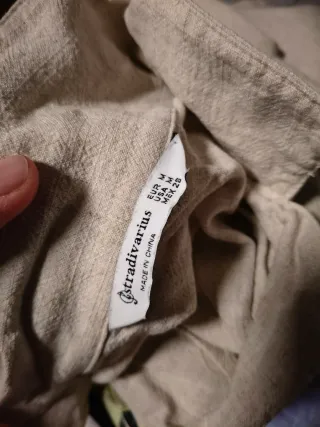 stradivarius
MADE IN CHINA
EUR M
USA M
MEX 28